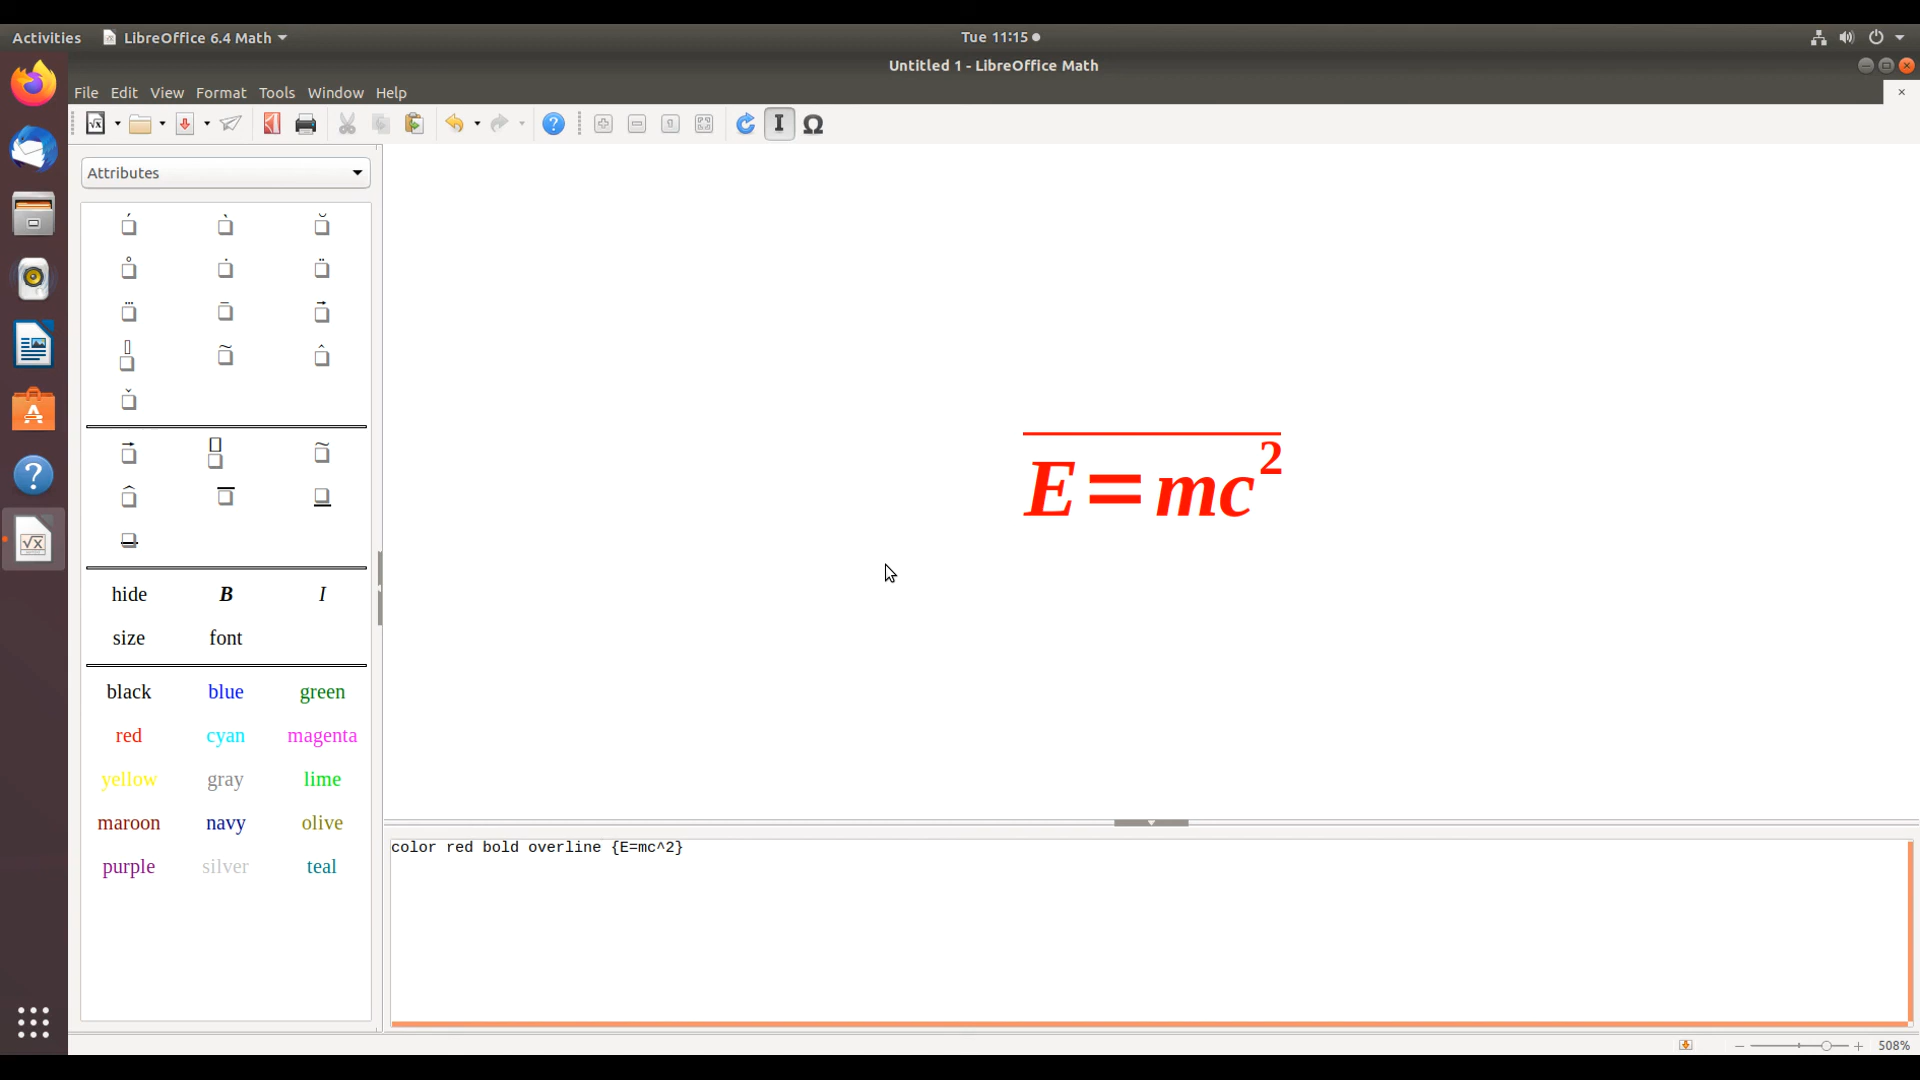 Activities LibreOffice 6.4 Math Tue 11:15
Untitled 1 - LibreOffice Math
File Edit View Format Tools Window Help
Attributes
E=mc²
hide B I
size font
black blue green
red cyan magenta
yellow gray lime
maroon navy olive
purple silver teal
color red bold overline {E=mc^2}
508%